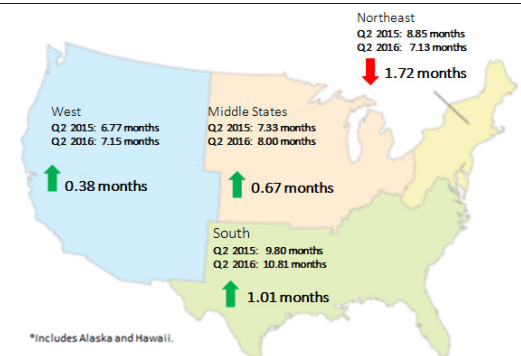 Northeast
Q2 2015: 8.85 months
Q2 2016: 7.13 months
1.72 months
West
Q2 2015: 6.77 months
Q2 2016: 7.15 months
0.38 months
Middle States
Q2 2015: 7.33 months
Q2 2016: 8.00 months
0.67 months
South
Q2 2015: 9.80 months
Q2 2016: 10.81 months
1.01 months
*Includes Alaska and Hawaii.